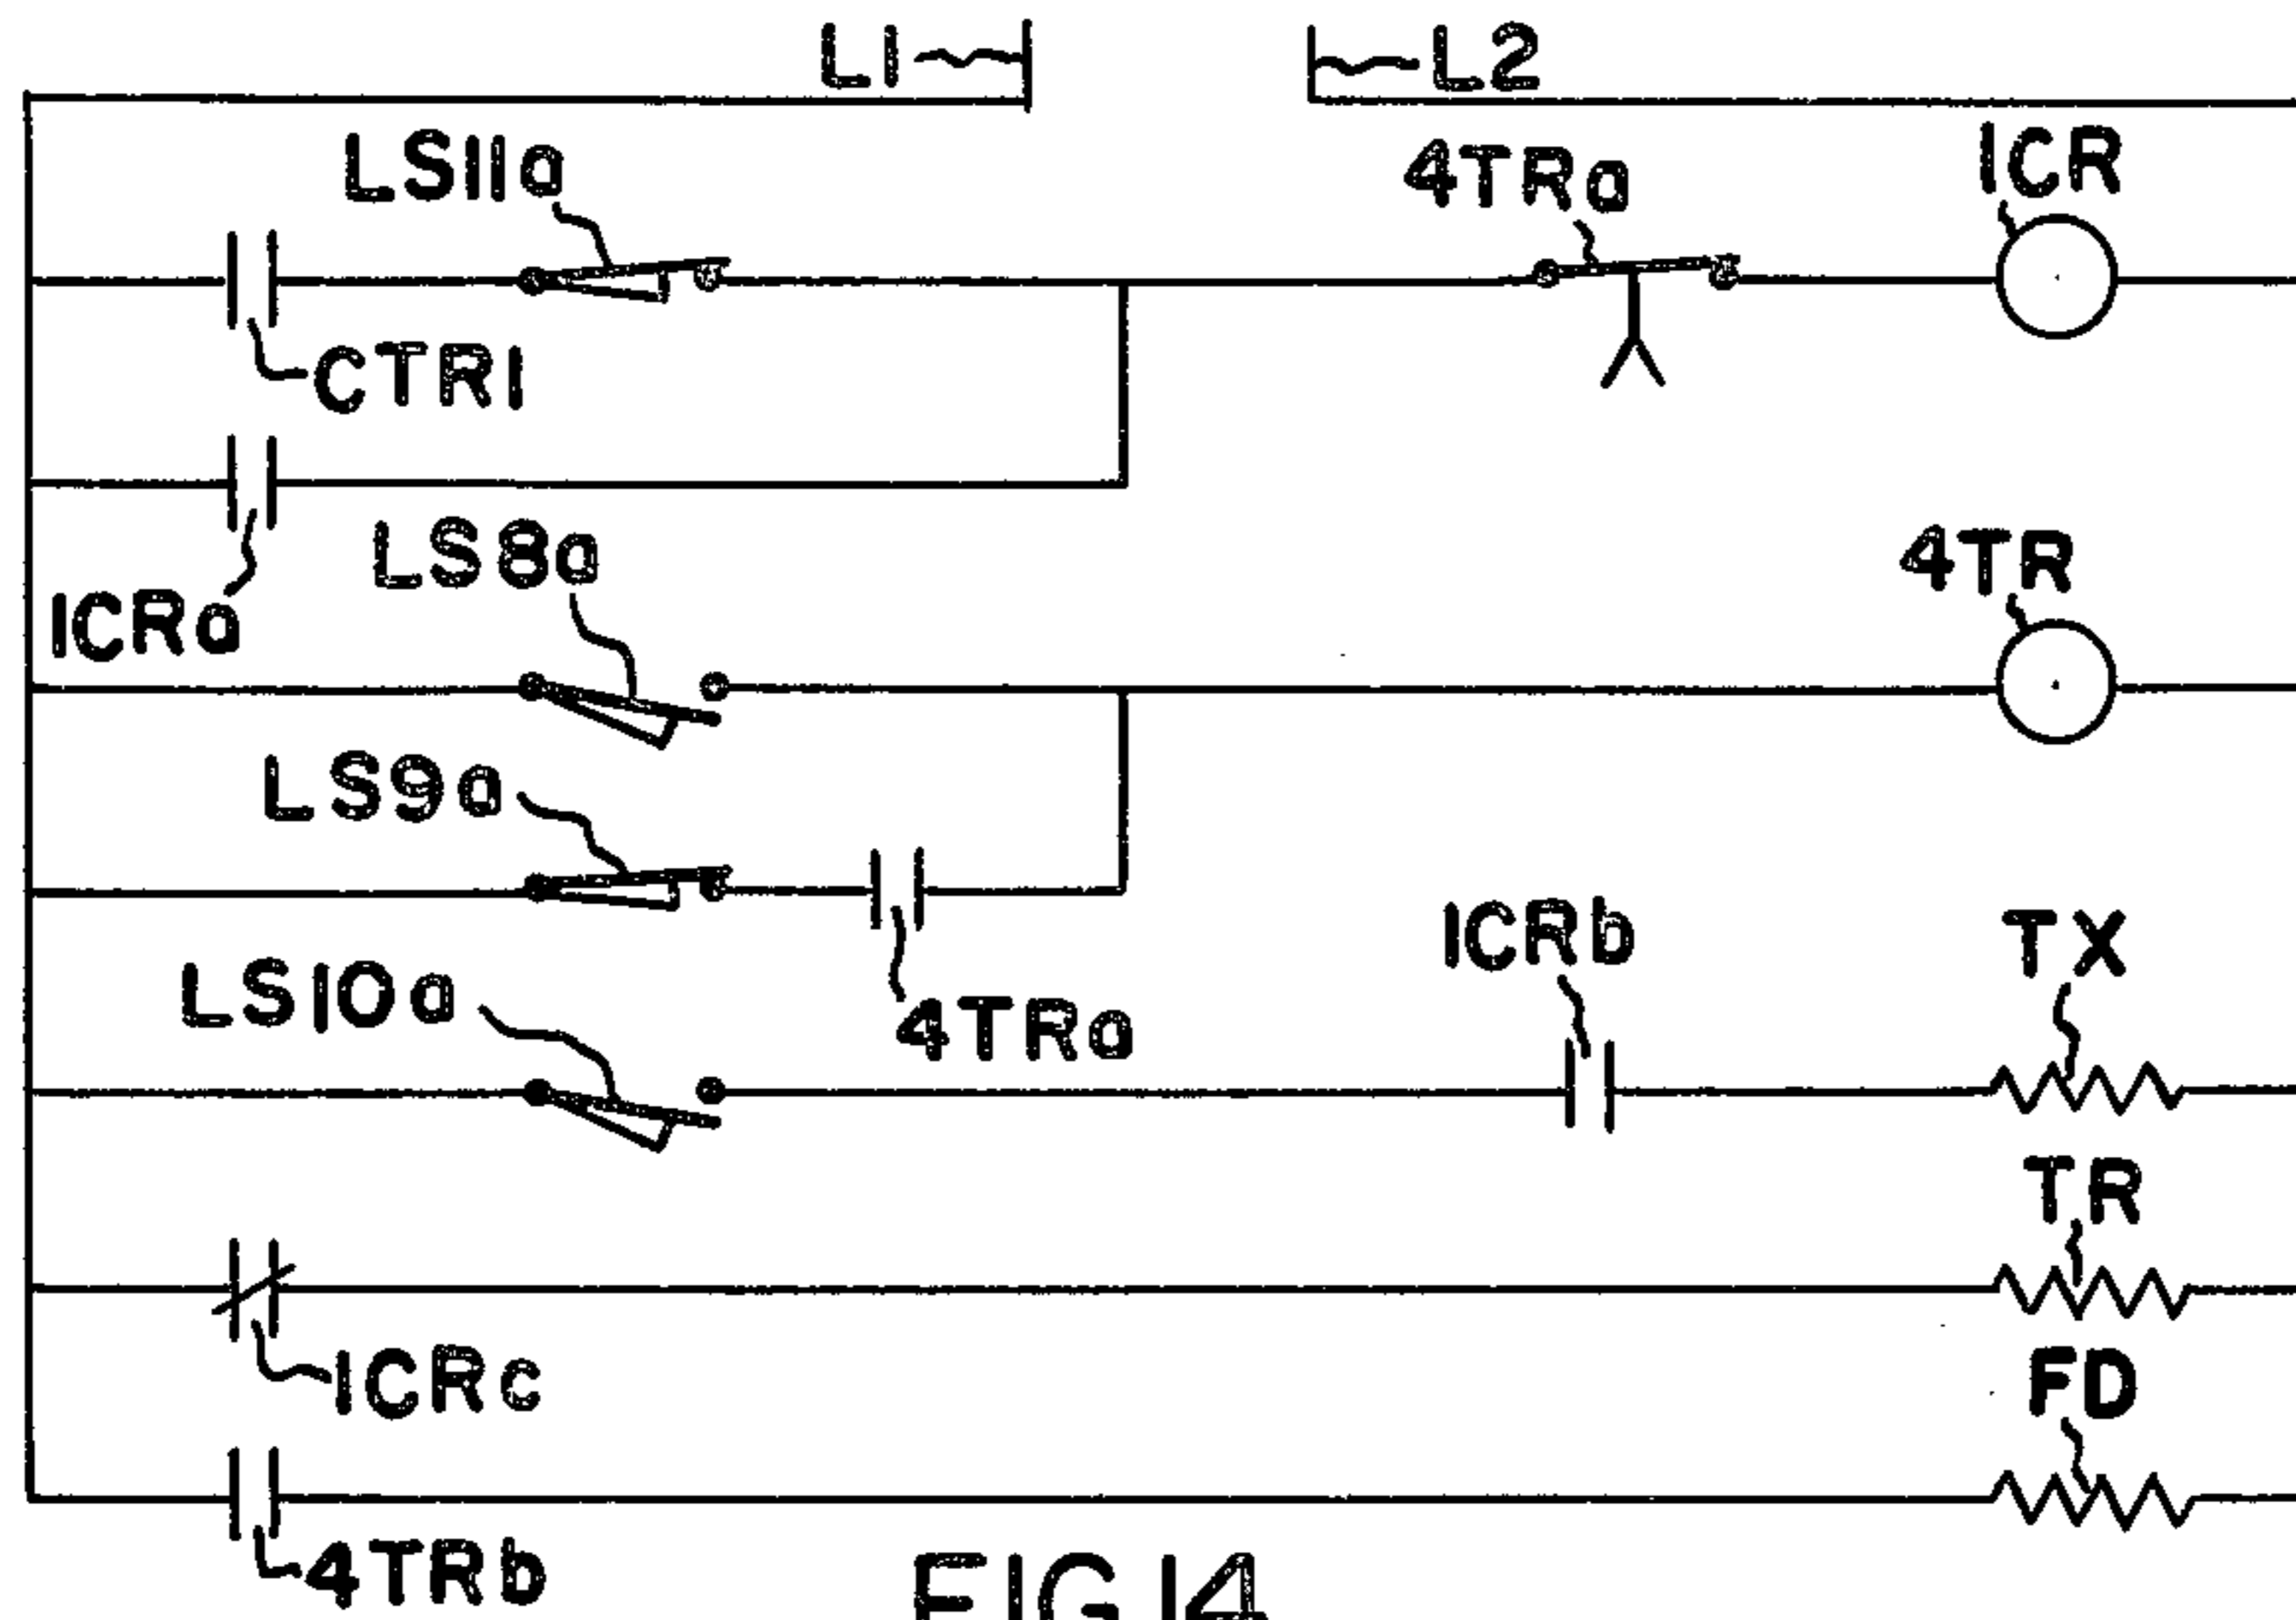 L1 L2
LS11a 4TRa 1CR
CTR1
1CRa
LS8a 4TR
LS9a
4TRa
1CRb TX
LS10a
TR
1CRc
FD
4TRb
FIG 14